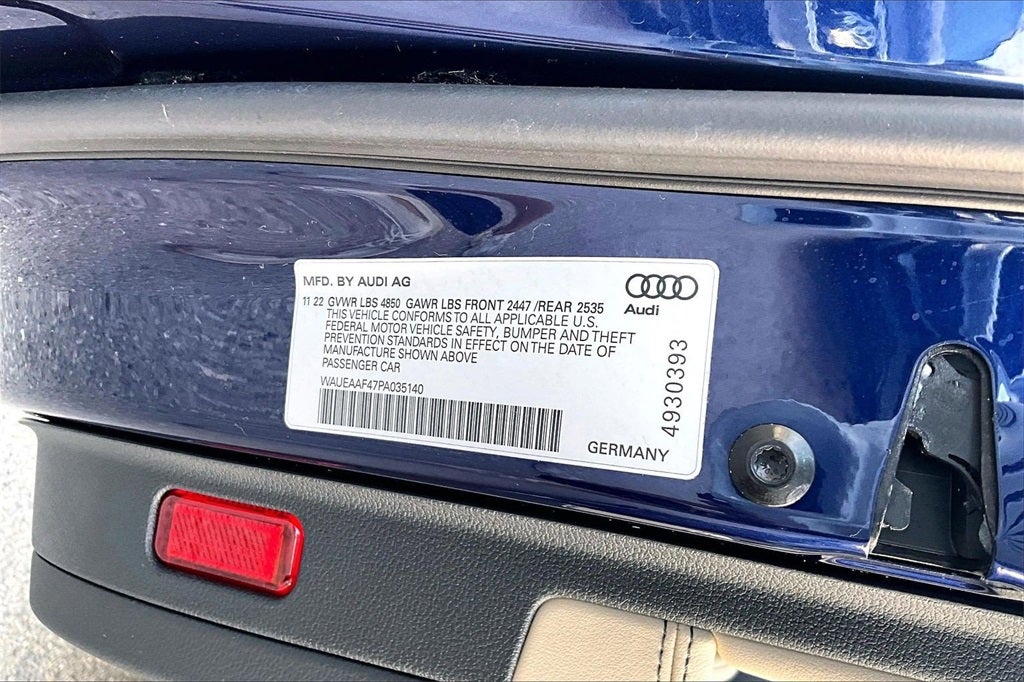 MFD. BY AUDI AG
Audi
11 22 GVWR LBS 4850 GAWR LBS FRONT 2447 /REAR 2535
THIS VEHICLE CONFORMS TO ALL APPLICABLE U.S.
FEDERAL MOTOR VEHICLE SAFETY, BUMPER AND THEFT
PREVENTION STANDARDS IN EFFECT ON THE DATE OF
MANUFACTURE SHOWN ABOVE
PASSENGER CAR
WAUEAAF47PA035140
4930393
GERMANY